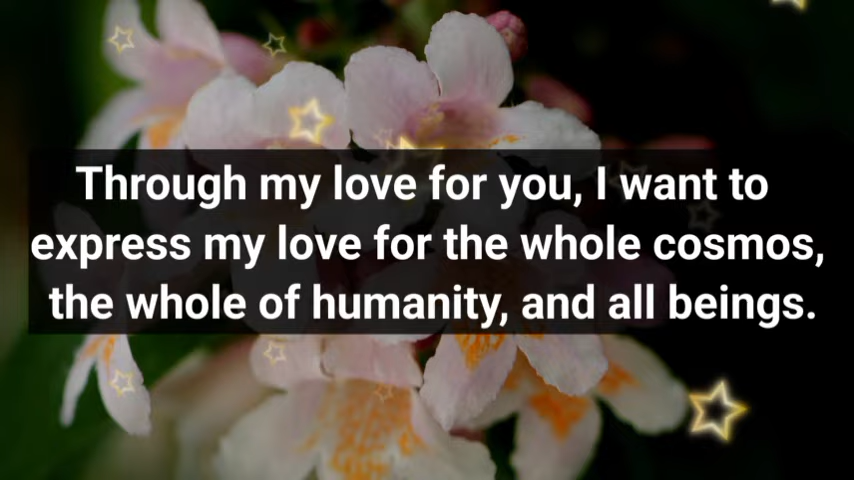 Through my love for you, I want to
express my love for the whole cosmos,
the whole of humanity, and all beings.